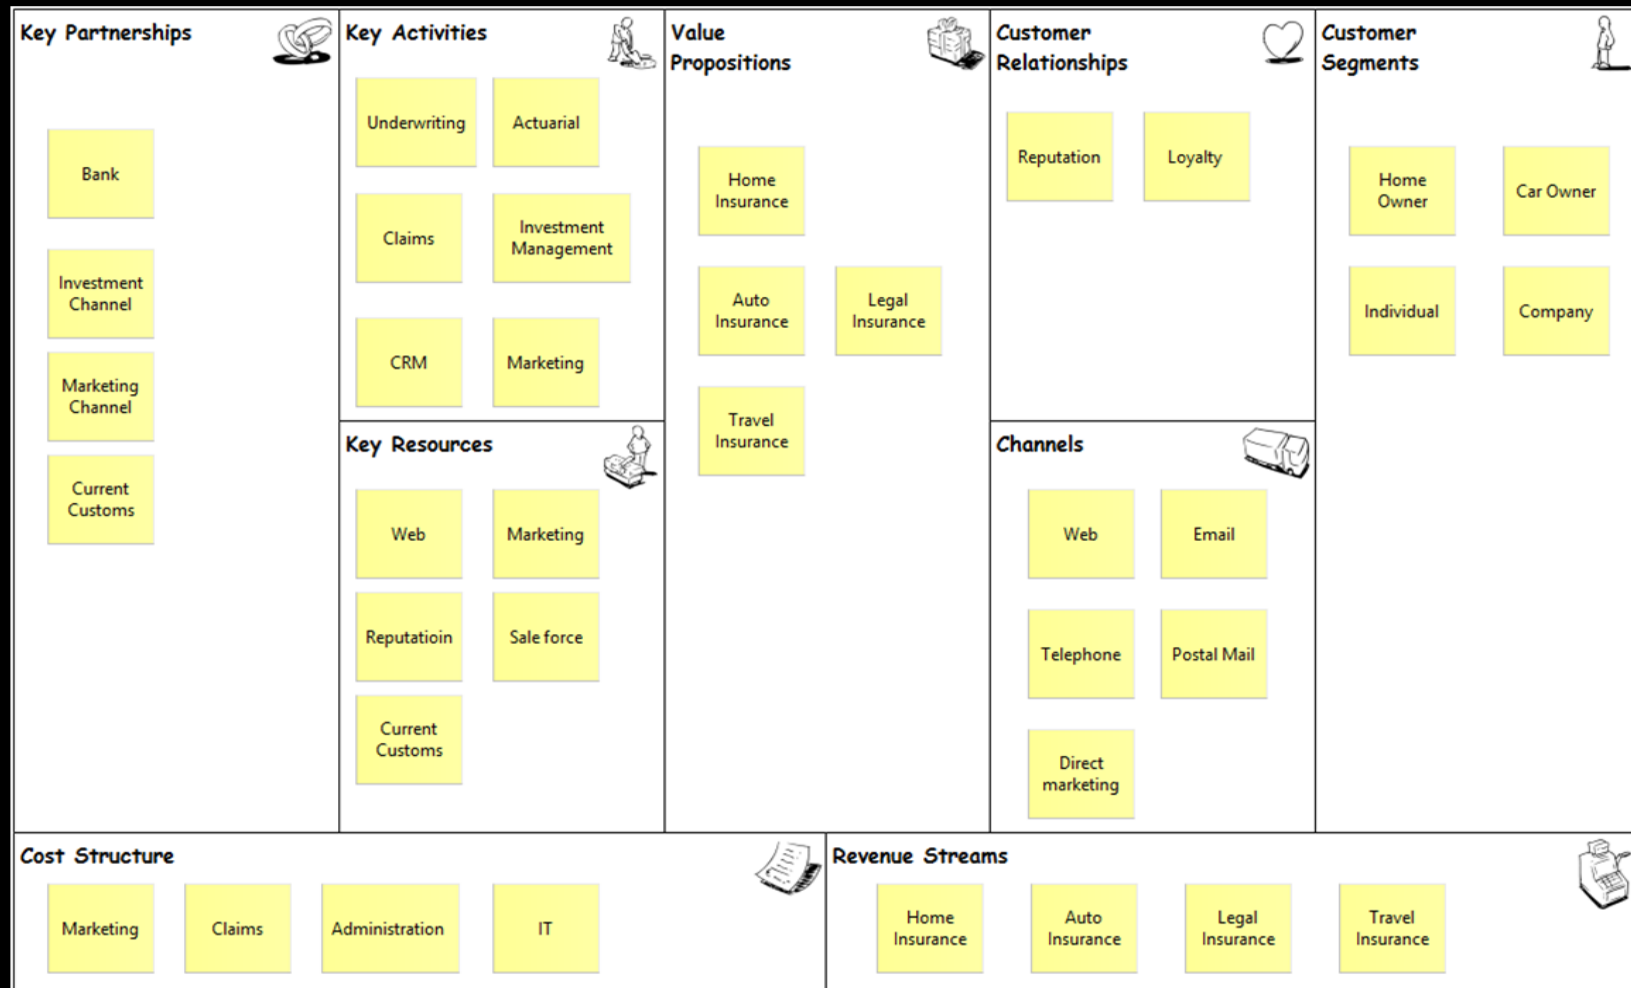 Key Partnerships
Bank
Investment
Channel
Marketing
Channel
Current
Customs
Key Activities
Underwriting
Actuarial
Claims
Investment
Management
CRM
Marketing
Key Resources
Web
Marketing
Reputatioin
Sale force
Current
Customs
Value
Propositions
Home
Insurance
Auto
Insurance
Legal
Insurance
Travel
Insurance
Customer
Relationships
Reputation
Loyalty
Channels
Web
Email
Telephone
Postal Mail
Direct
marketing
Customer
Segments
Home
Owner
Car Owner
Individual
Company
Cost Structure
Marketing
Claims
Administration
IT
Revenue Streams
Home
Insurance
Auto
Insurance
Legal
Insurance
Travel
Insurance